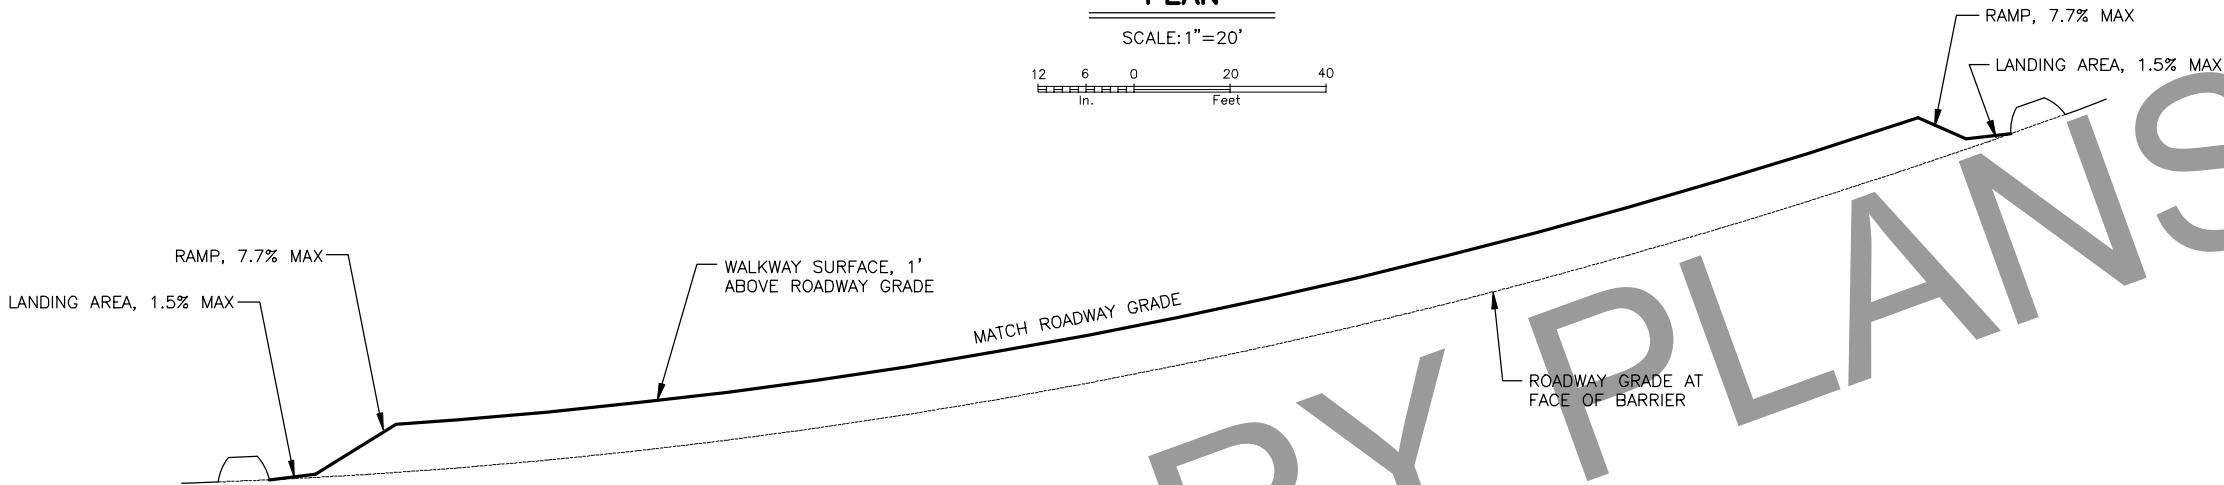 PLAN
SCALE: 1"=20'
12 6 0 20 40
In. Feet
RAMP, 7.7% MAX
LANDING AREA, 1.5% MAX
RAMP, 7.7% MAX
LANDING AREA, 1.5% MAX
WALKWAY SURFACE, 1'
ABOVE ROADWAY GRADE
MATCH ROADWAY GRADE
ROADWAY GRADE AT
FACE OF BARRIER
RY PLANS